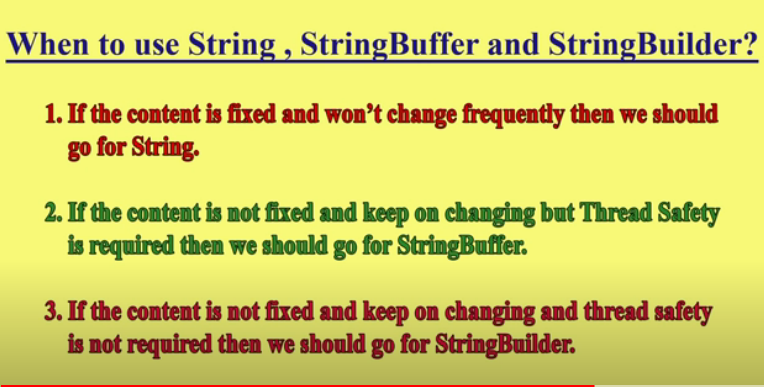 When to use String , StringBuffer and StringBuilder?
1. If the content is fixed and won’t change frequently then we should
go for String.
2. If the content is not fixed and keep on changing but Thread Safety
is required then we should go for StringBuffer.
3. If the content is not fixed and keep on changing and thread safety
is not required then we should go for StringBuilder.